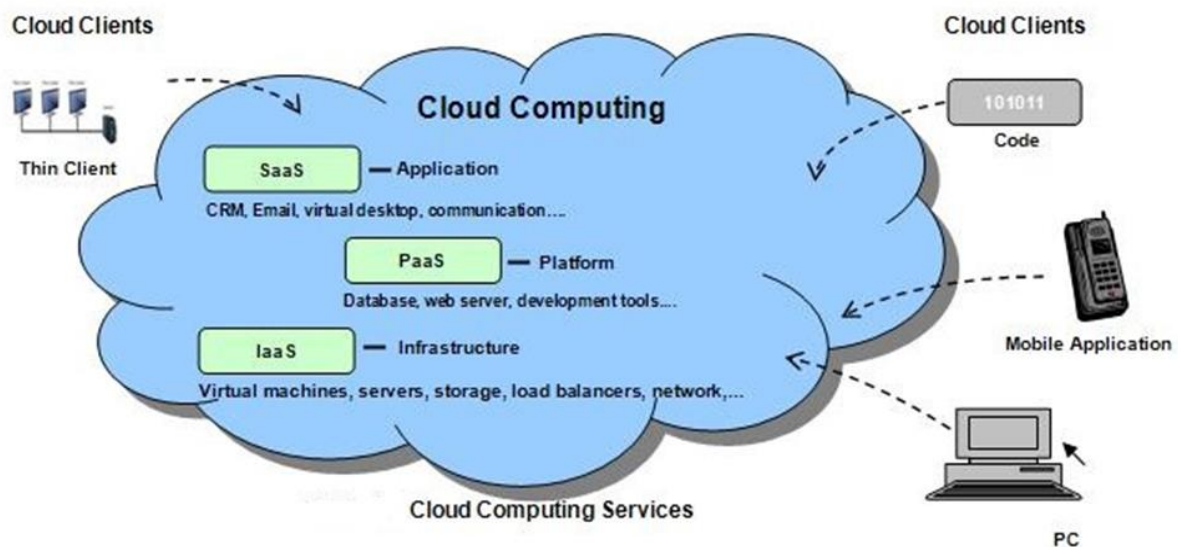 Cloud Clients
Cloud Clients
Thin Client
Cloud Computing
SaaS — Application
CRM, Email, virtual desktop, communication....
PaaS — Platform
Database, web server, development tools....
IaaS — Infrastructure
Virtual machines, servers, storage, load balancers, network,...
101011
Code
Mobile Application
PC
Cloud Computing Services